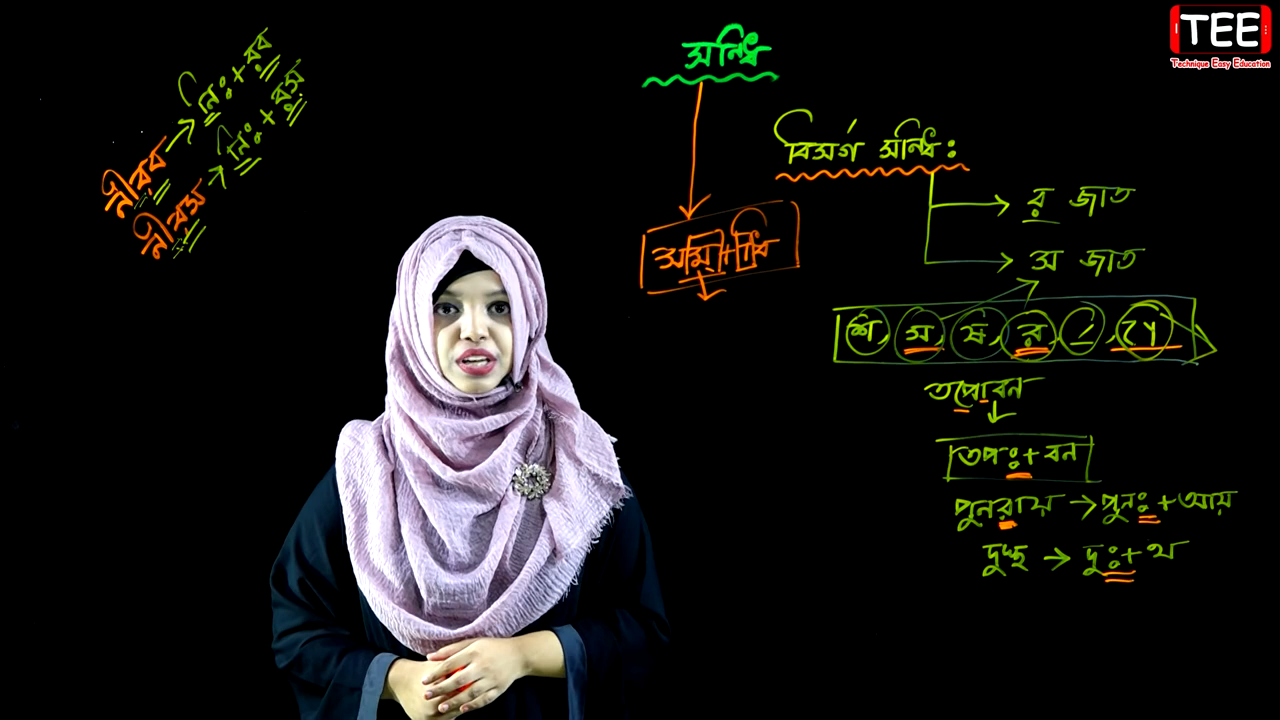 TEE
Technique Easy Education
সন্ধি
বিসর্গ সন্ধিঃ
র জাত
স জাত
শ, স, ষ, র,
তপোবন
তপঃ + বন
পুনরায় → পুনঃ + আয়
দুস্থ → দুঃ + থ
নীরব → নিঃ + রব
নীরস → নিঃ + রস